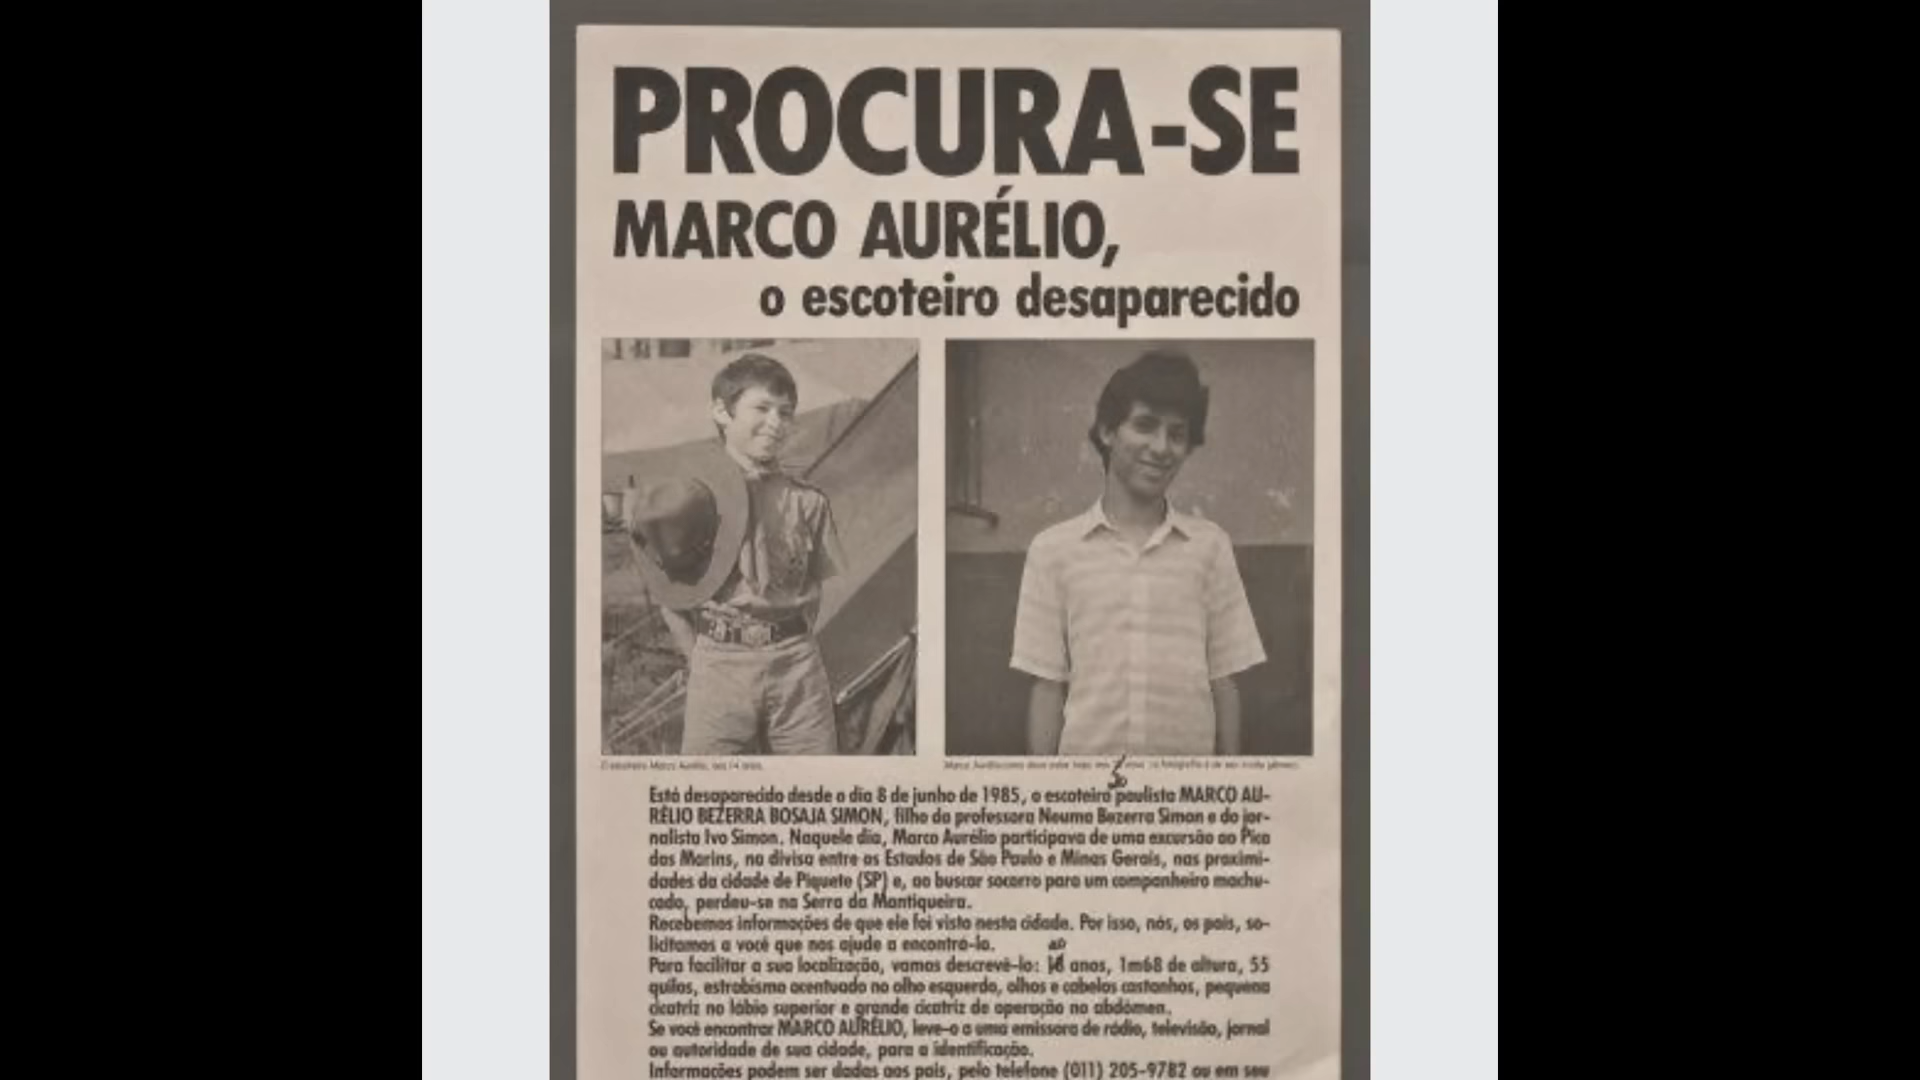 PROCURA-SE
MARCO AURÉLIO,
o escoteiro desaparecido
O escoteiro Marco Aurélio, aos 14 anos.
Está desaparecido desde o dia 8 de junho de 1985, o escoteiro paulista MARCO AU-
RÉLIO BEZERRA BOSAJA SIMON, filho da professora Neuma Bezerra Simon e do jor-
nalista Ivo Simon. Naquele dia, Marco Aurélio participava de uma excursão ao Pico
dos Marins, na divisa entre os Estados de São Paulo e Minas Gerais, nas proximi-
dades da cidade de Piquete (SP) e, ao buscar socorro para um companheiro machu-
cado, perdeu-se na Serra da Mantiqueira.
Recebemos informações de que ele foi visto nesta cidade. Por isso, nós, os pais, so-
licitamos a você que nos ajude a encontrá-lo.
Para facilitar a sua localização, vamos descrevê-lo: anos, 1m68 de altura, 55
quilos, estrabismo acentuado no olho esquerdo, olhos e cabelos castanhos, pequena
cicatriz no lábio superior e grande cicatriz de operação no abdómen.
Se você encontrar MARCO AURÉLIO, leve-o a uma emissora de rádio, televisão, jornal
ou autoridade de sua cidade, para a identificação.
Informações podem ser dadas aos pais, pelo telefone (011) 205-9782 ou em seu